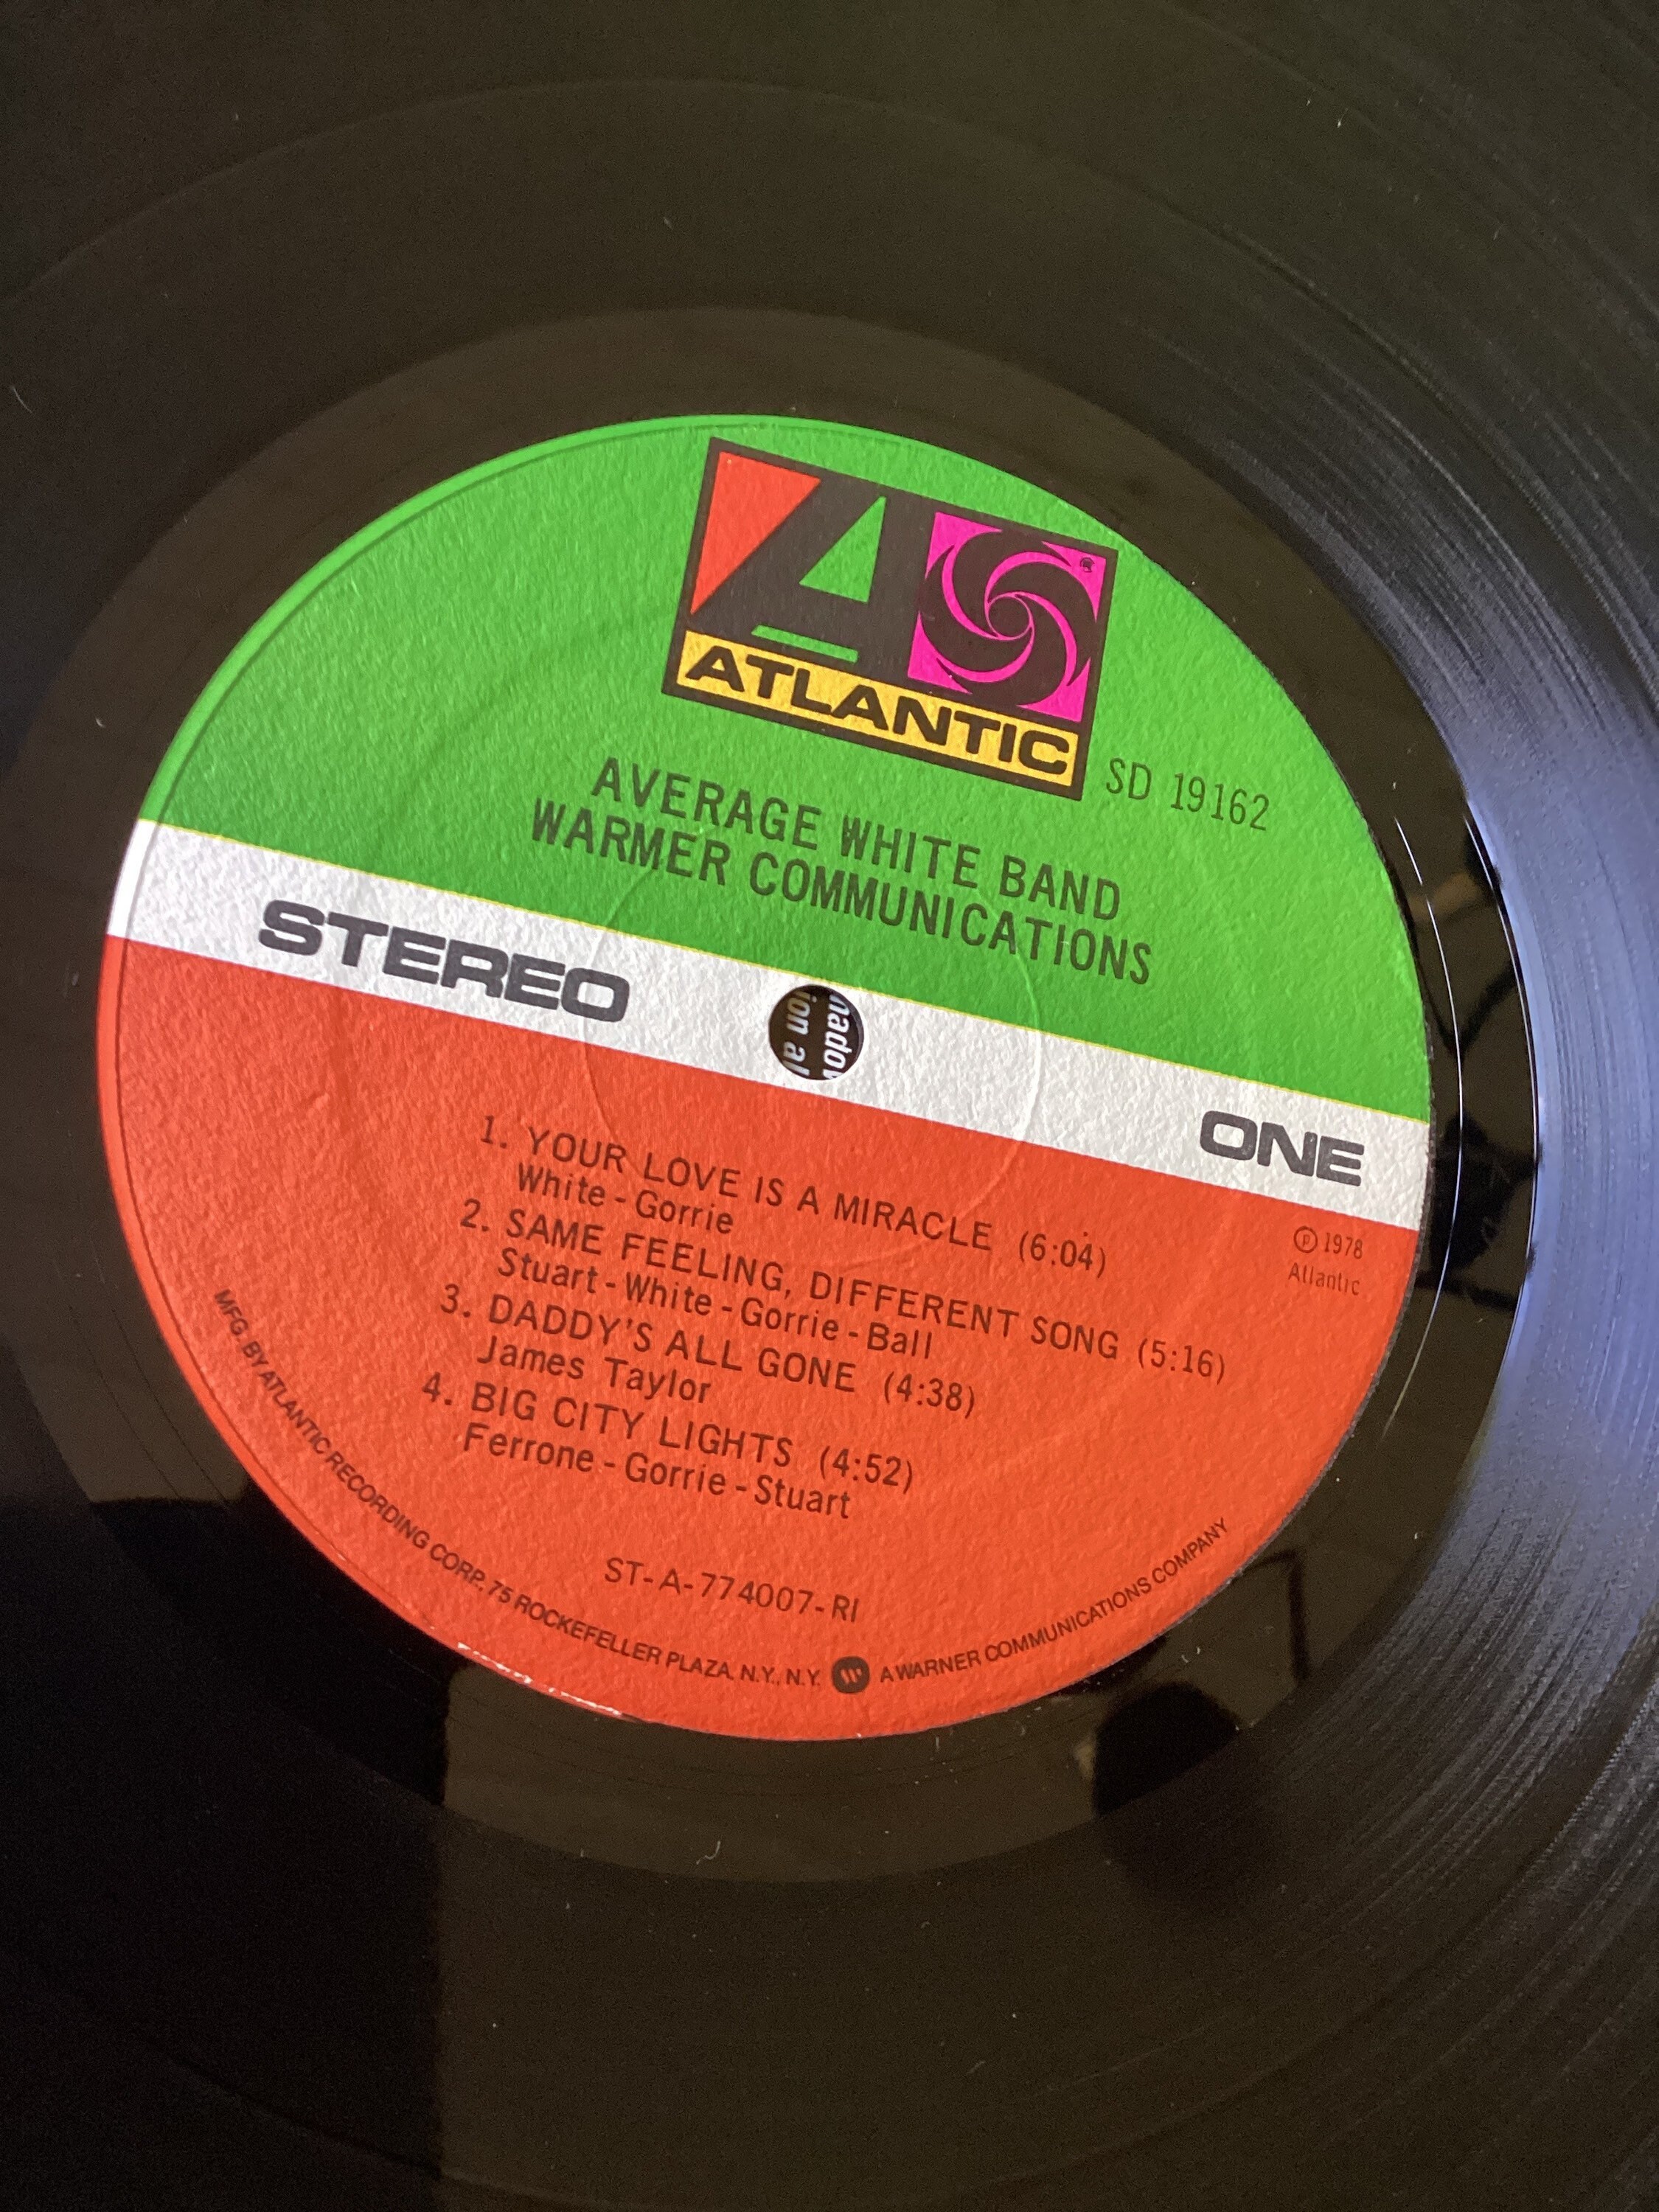 ATLANTIC
SD 19162
AVERAGE WHITE BAND
WARMER COMMUNICATIONS
STEREO
ONE
1. YOUR LOVE IS A MIRACLE (6:04)
White - Gorrie
2. SAME FEELING, DIFFERENT SONG (5:16)
Stuart - White - Gorrie - Ball
3. DADDY'S ALL GONE (4:38)
James Taylor
4. BIG CITY LIGHTS (4:52)
Ferrone - Gorrie - Stuart
℗ 1978
Atlantic
ST-A-774007-RI
MFG. BY ATLANTIC RECORDING CORP., 75 ROCKEFELLER PLAZA, N.Y., N.Y. A WARNER COMMUNICATIONS COMPANY